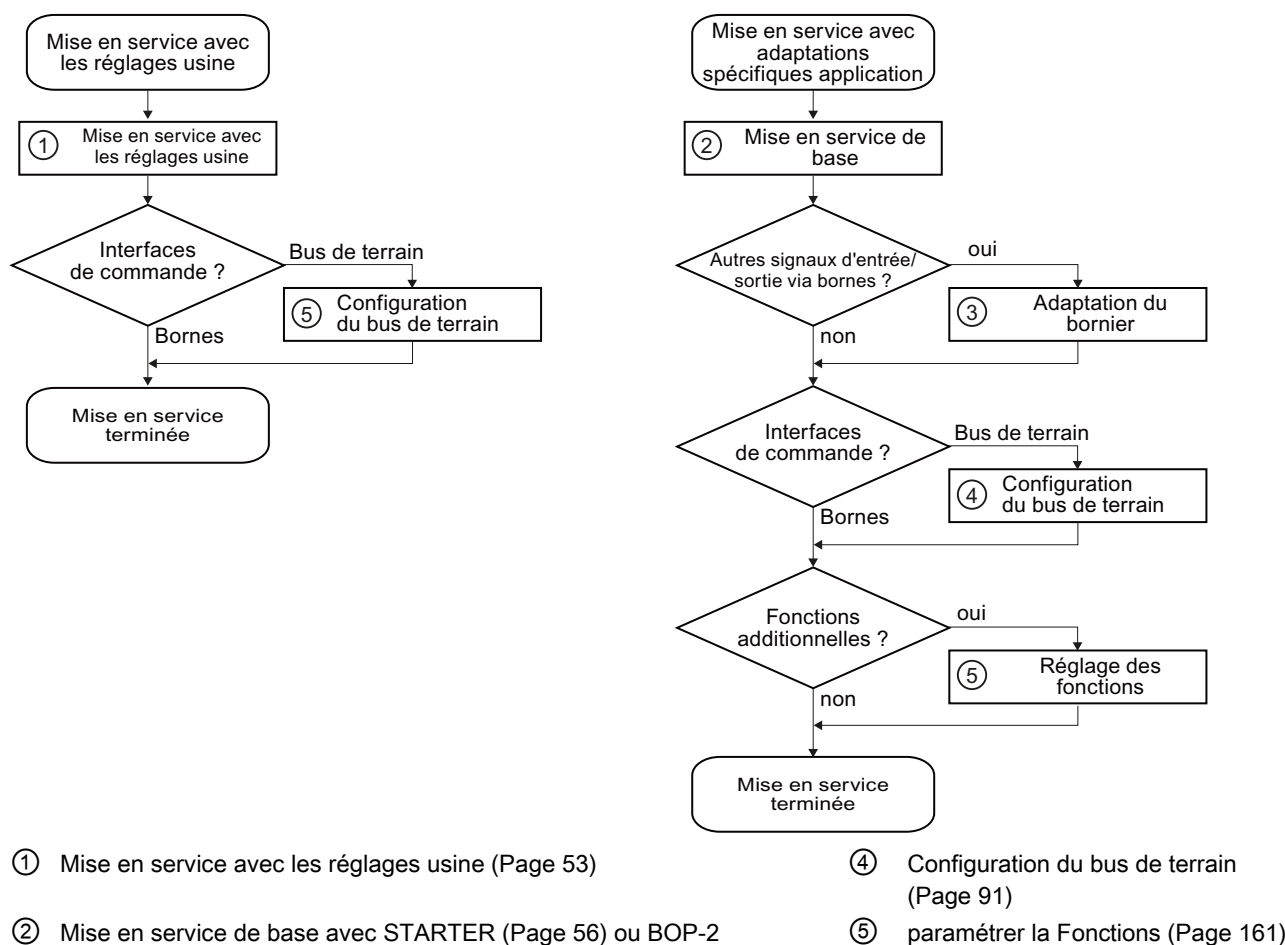 Mise en service avec
les réglages usine
① Mise en service avec
les réglages usine
Interfaces
de commande ?
Bus de terrain
⑤ Configuration
du bus de terrain
Bornes
Mise en service
terminée
Mise en service avec
adaptations
spécifiques application
② Mise en service de
base
Autres signaux d'entrée/
sortie via bornes ?
oui
③ Adaptation du
bornier
non
Interfaces
de commande ?
Bus de terrain
④ Configuration
du bus de terrain
Bornes
Fonctions
additionnelles ?
oui
⑤ Réglage des
fonctions
non
Mise en service
terminée
① Mise en service avec les réglages usine (Page 53)
④ Configuration du bus de terrain
(Page 91)
② Mise en service de base avec STARTER (Page 56) ou BOP-2
⑤ paramétrer la Fonctions (Page 161)